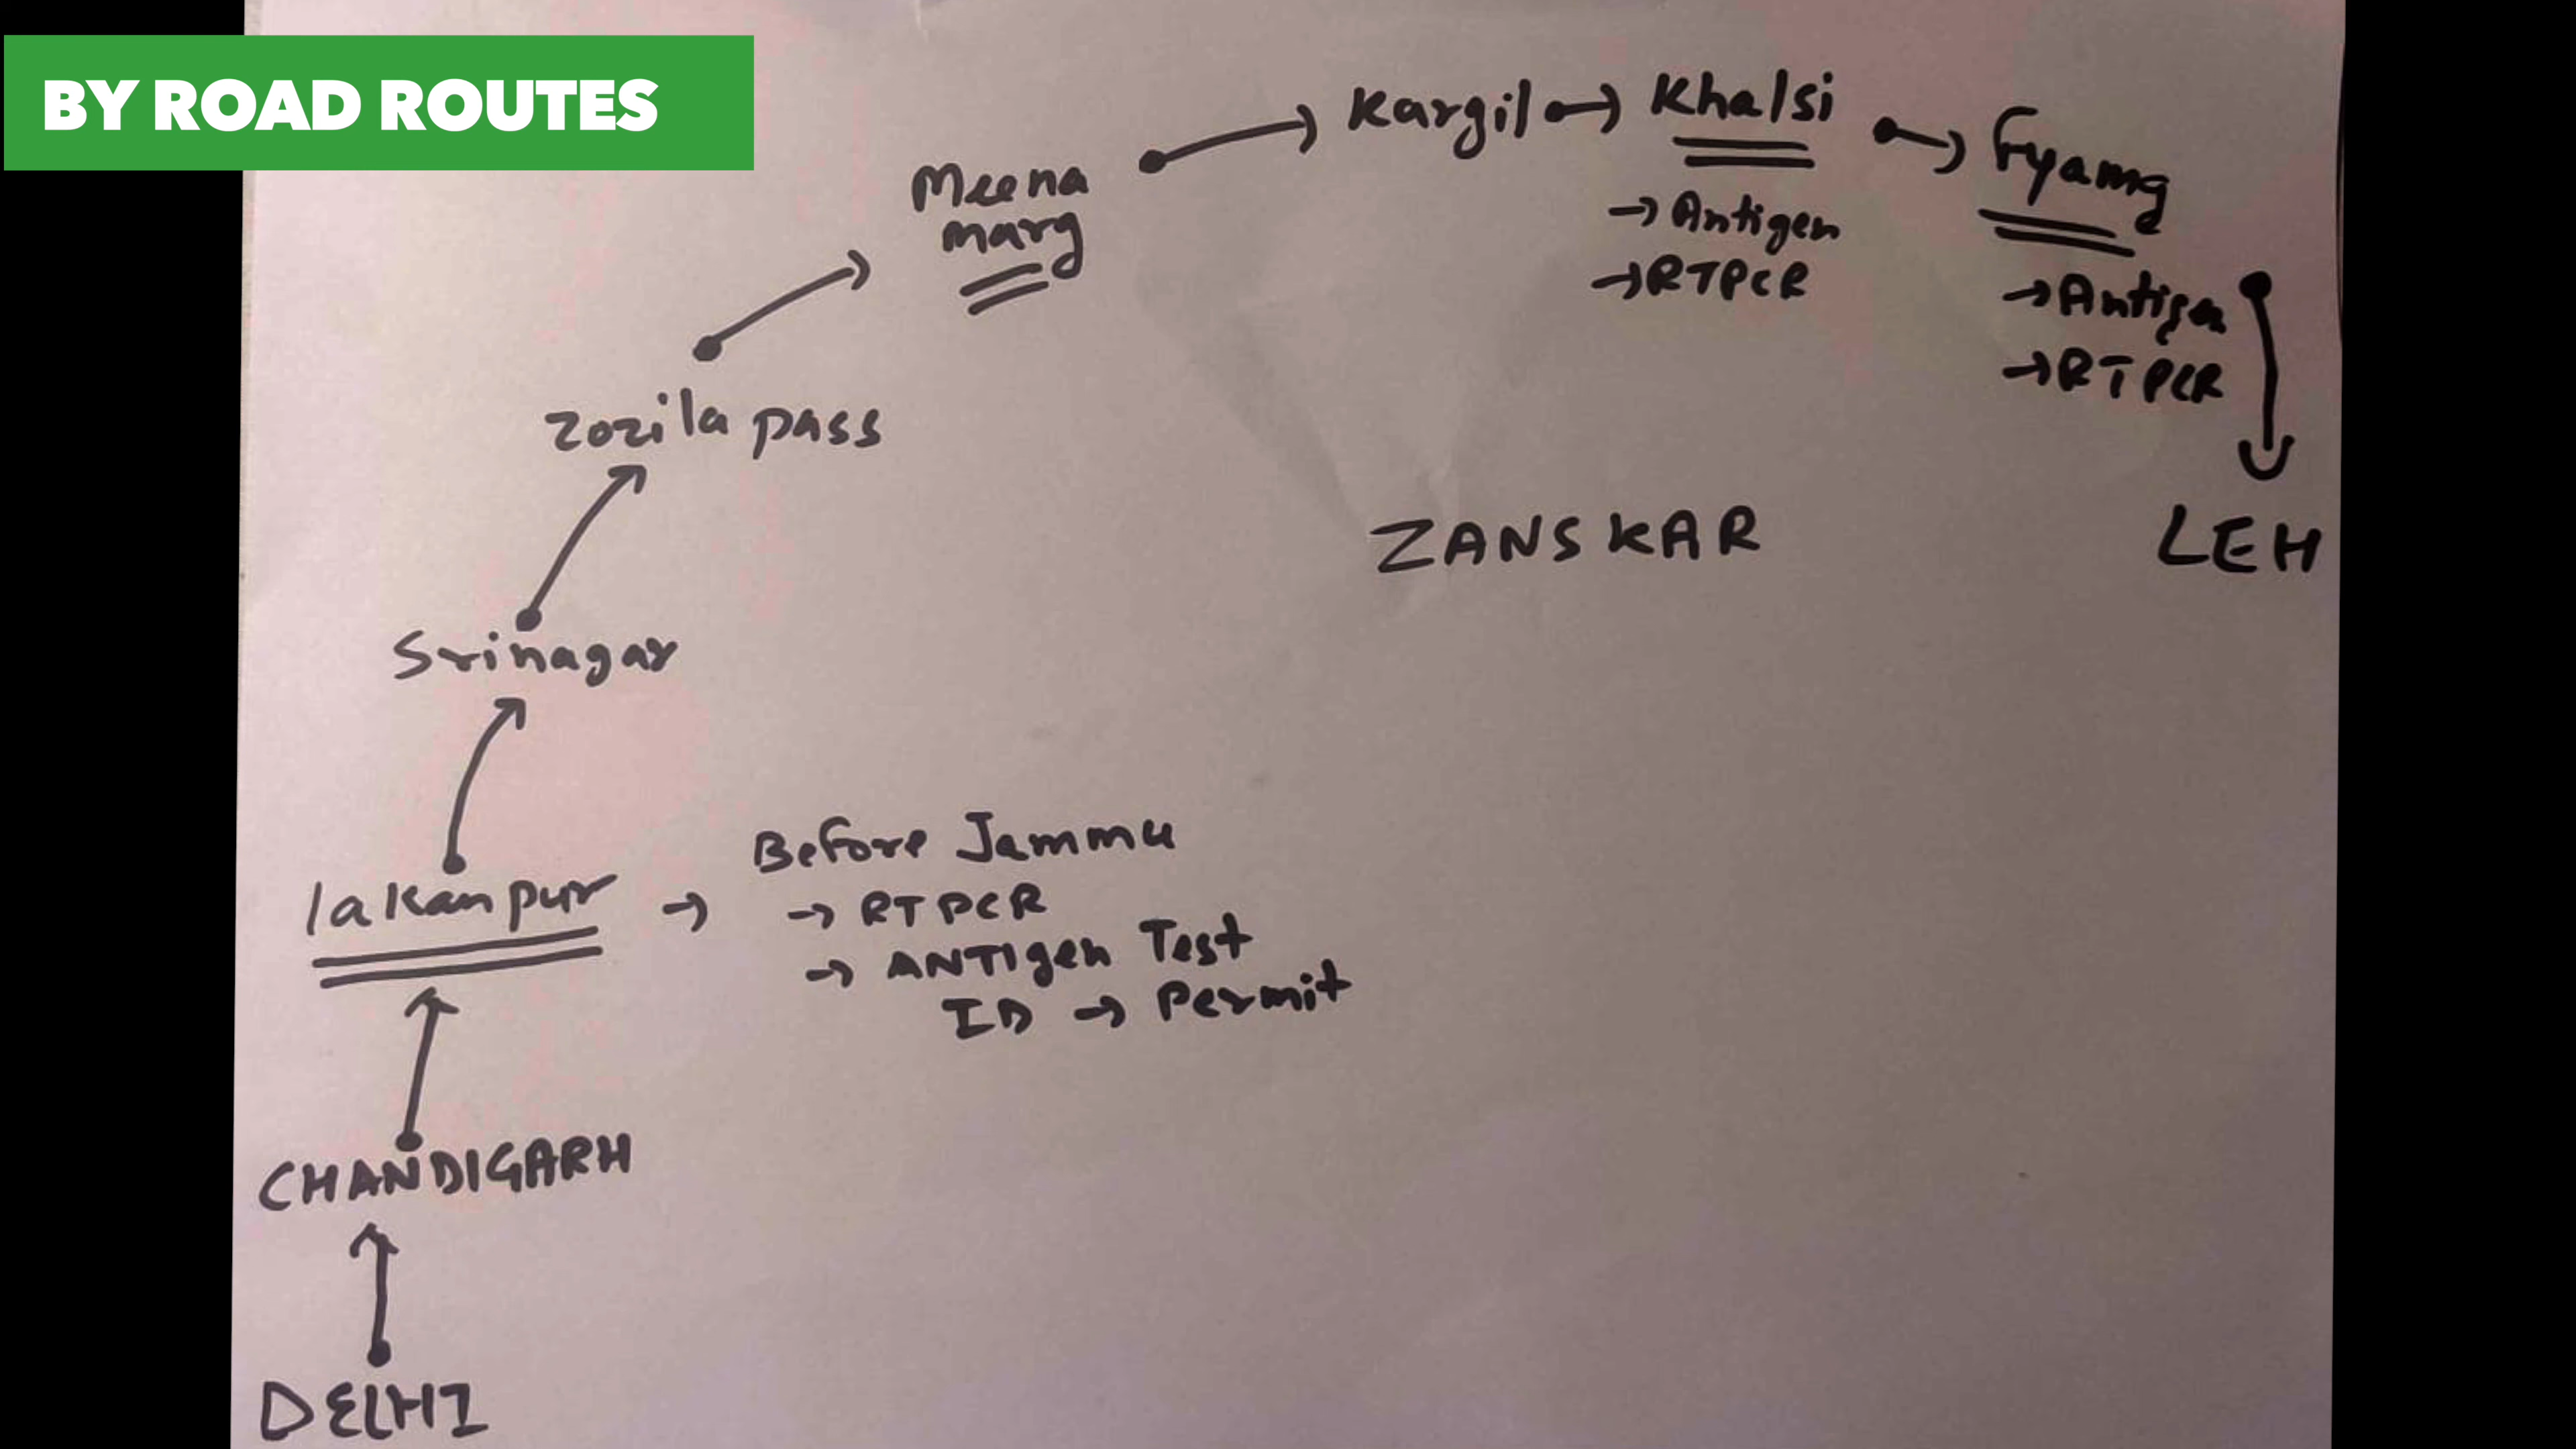 BY ROAD ROUTES
Kargil → Khalsi
→ Antigen
→ RTPCR
Fyang
→ Antigen
→ RTPCR
LEH
Meena
marg
Zozila pass
ZANSKAR
Srinagar
lakanpur → Before Jammu
→ RTPCR
→ ANTIgen Test
ID → Permit
CHANDIGARH
DELHI